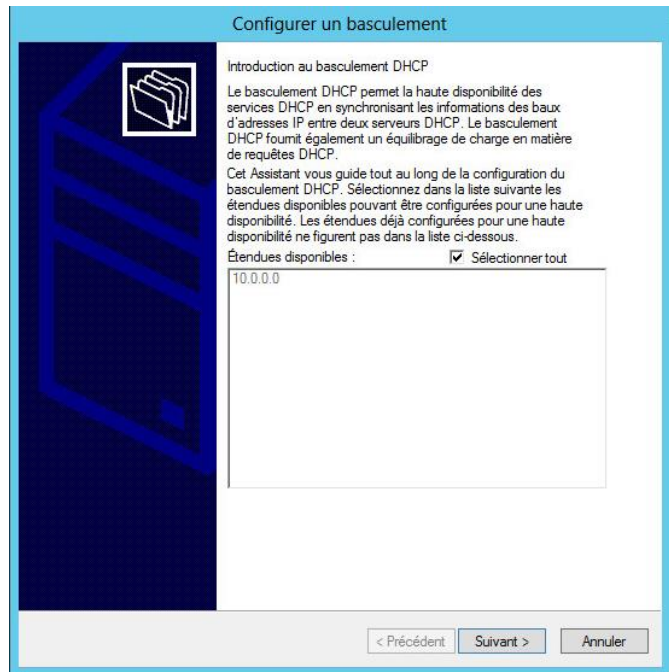 Configurer un basculement
Introduction au basculement DHCP
Le basculement DHCP permet la haute disponibilité des
services DHCP en synchronisant les informations des baux
d'adresses IP entre deux serveurs DHCP. Le basculement
DHCP fournit également un équilibrage de charge en matière
de requêtes DHCP.
Cet Assistant vous guide tout au long de la configuration du
basculement DHCP. Sélectionnez dans la liste suivante les
étendues disponibles pouvant être configurées pour une haute
disponibilité. Les étendues déjà configurées pour une haute
disponibilité ne figurent pas dans la liste ci-dessous.
Étendues disponibles : Sélectionner tout
10.0.0.0
< Précédent Suivant > Annuler